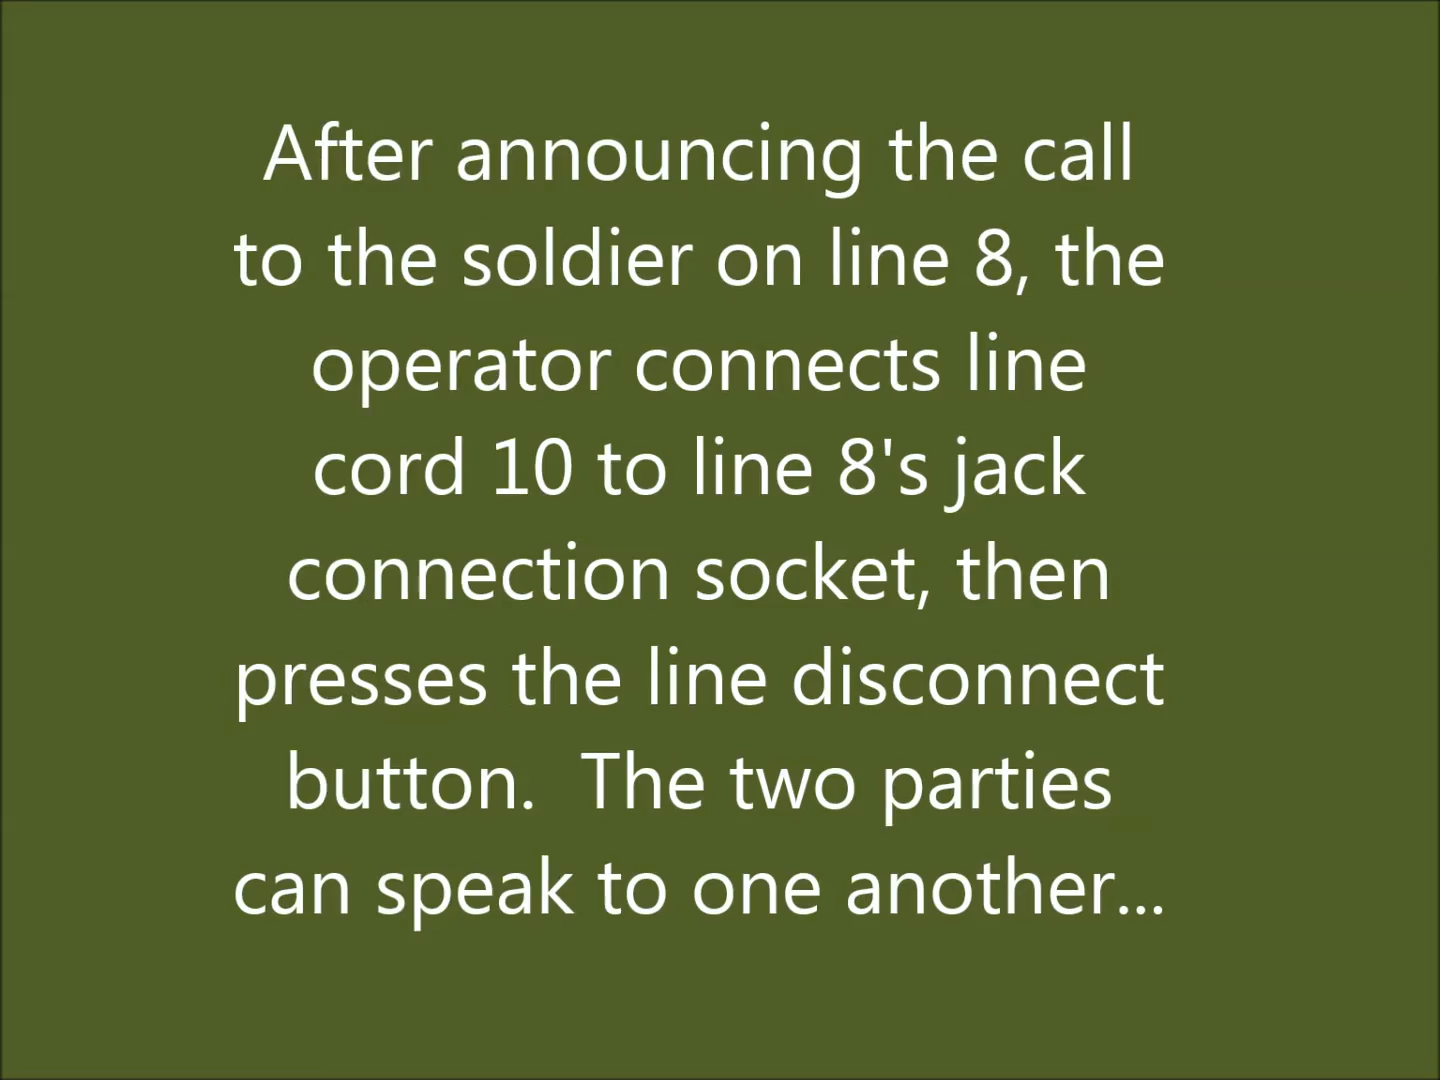 After announcing the call
to the soldier on line 8, the
operator connects line
cord 10 to line 8's jack
connection socket, then
presses the line disconnect
button.  The two parties
can speak to one another...